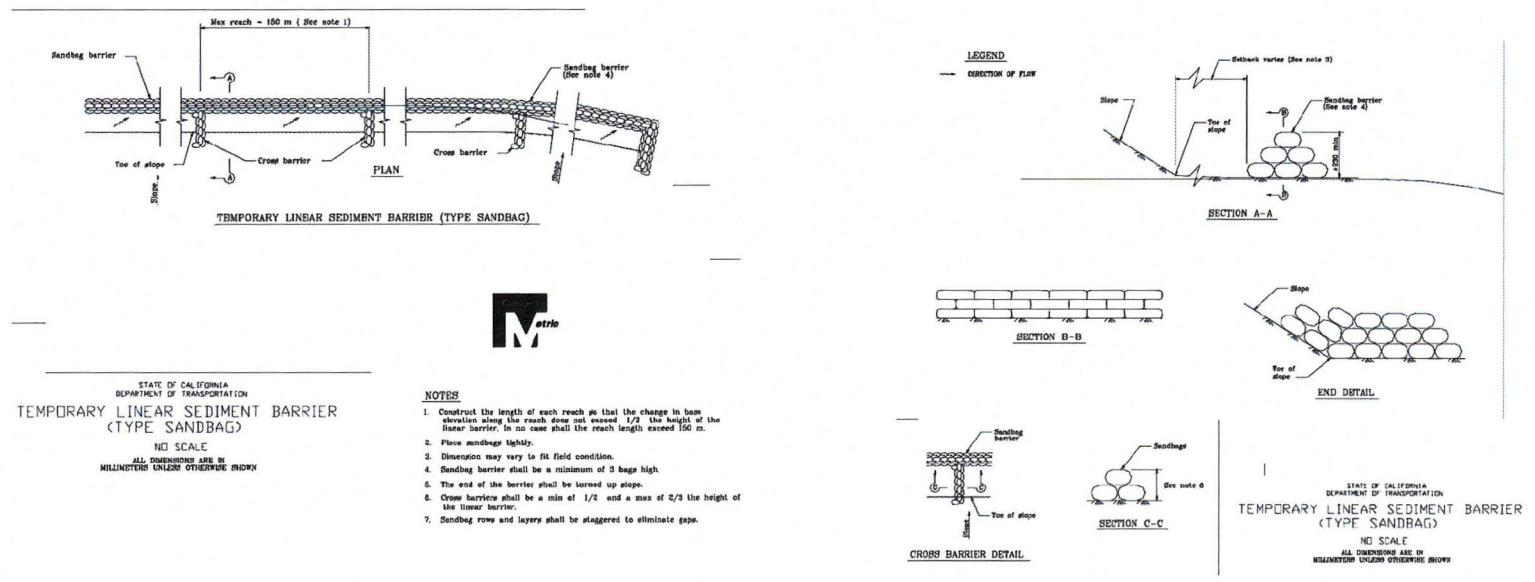 Max reach = 150 m ( See note 1)
Sandbag barrier
A
Sandbag barrier
(See note 4)
Toe of slope
Cross barrier
Cross barrier
Slope
A
PLAN
Slope
TEMPORARY LINEAR SEDIMENT BARRIER (TYPE SANDBAG)
M
etric
STATE OF CALIFORNIA
DEPARTMENT OF TRANSPORTATION
TEMPORARY LINEAR SEDIMENT BARRIER
(TYPE SANDBAG)
NO SCALE
ALL DIMENSIONS ARE IN
MILLIMETERS UNLESS OTHERWISE SHOWN
NOTES
1. Construct the length of each reach so that the change in base
elevation along the reach does not exceed 1/2 the height of the
linear barrier. In no case shall the reach length exceed 150 m.
2. Place sandbags tightly.
3. Dimension may vary to fit field condition.
4. Sandbag barrier shall be a minimum of 3 bags high.
5. The end of the barrier shall be turned up slope.
6. Cross barriers shall be a min of 1/2 and a max of 2/3 the height of
the linear barrier.
7. Sandbag rows and layers shall be staggered to eliminate gaps.
LEGEND
DIRECTION OF FLOW
Setback varies (See note 3)
Slope
B
Sandbag barrier
(See note 4)
Toe of
slope
min
B
SECTION A-A
SECTION B-B
Slope
Toe of
slope
END DETAIL
Sandbag
barrier
C
C
Toe of slope
Slope
CROSS BARRIER DETAIL
Sandbags
See note 6
SECTION C-C
STATE OF CALIFORNIA
DEPARTMENT OF TRANSPORTATION
TEMPORARY LINEAR SEDIMENT BARRIER
(TYPE SANDBAG)
NO SCALE
ALL DIMENSIONS ARE IN
MILLIMETERS UNLESS OTHERWISE SHOWN